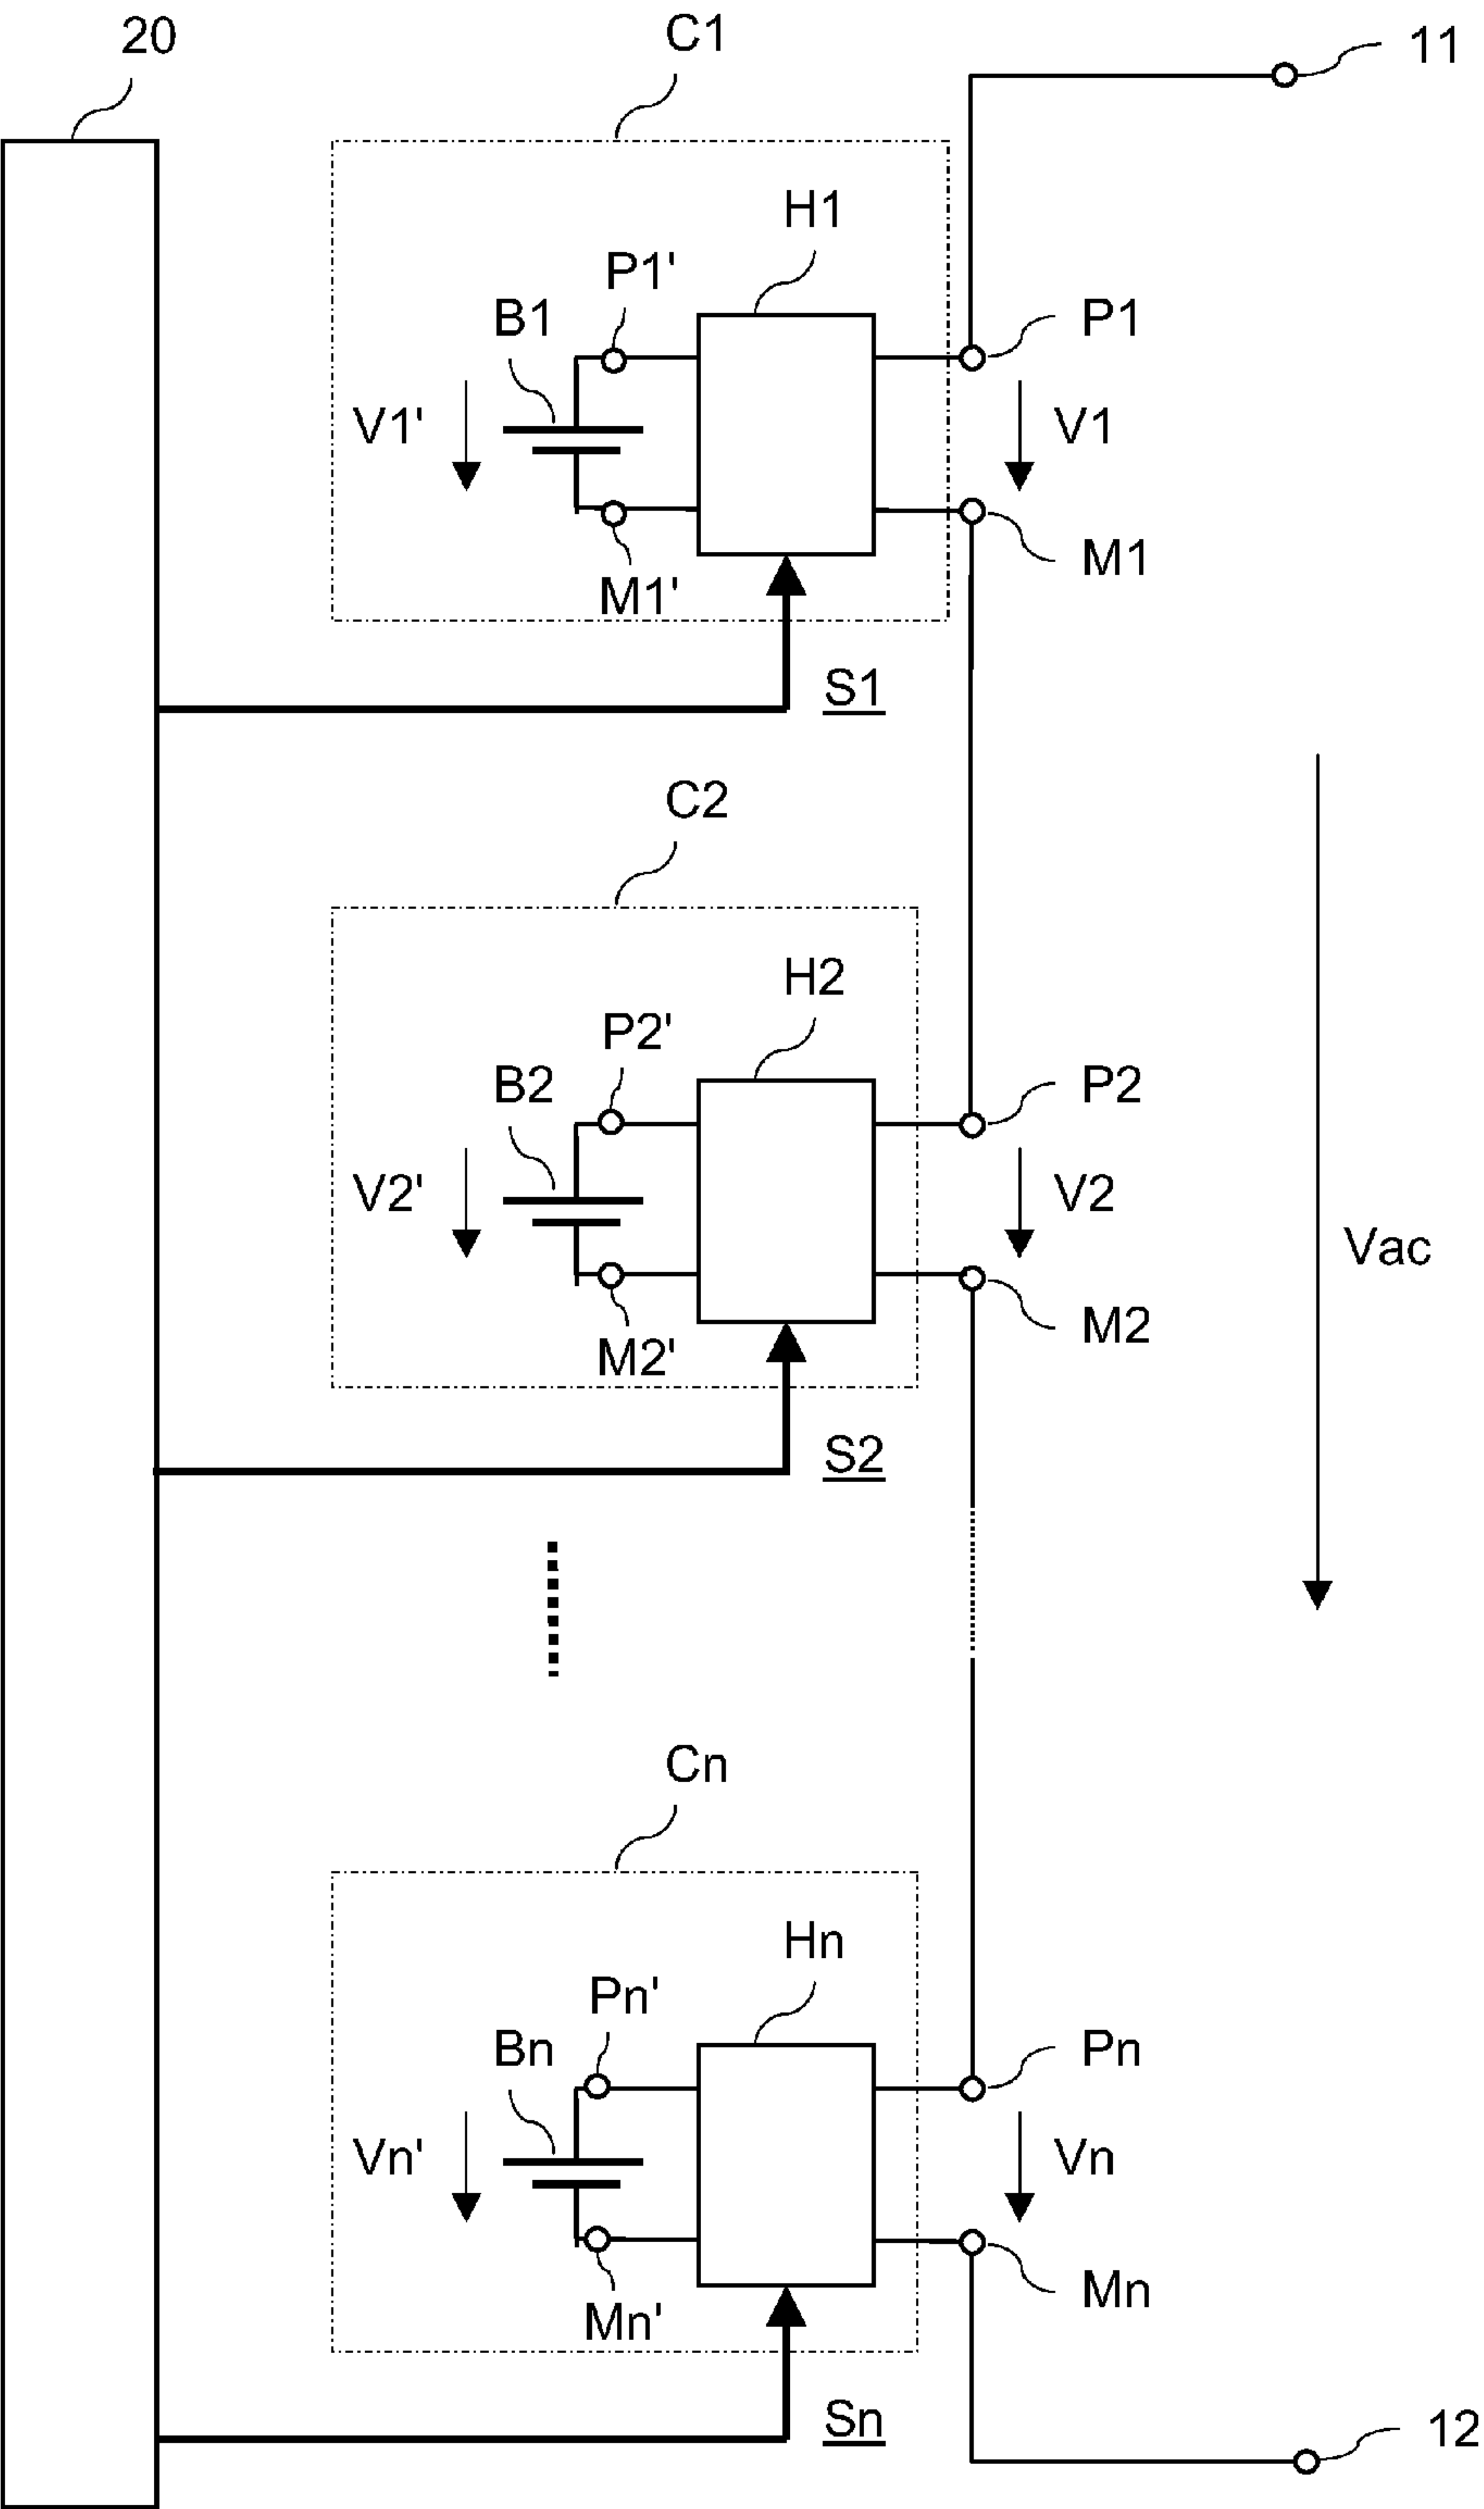 20
C1
11
H1
P1'
B1
P1
V1'
V1
M1
M1'
S1
C2
H2
P2'
B2
P2
V2'
V2
Vac
M2
M2'
S2
Cn
Hn
Pn'
Bn
Pn
Vn'
Vn
Mn
Mn'
Sn
12